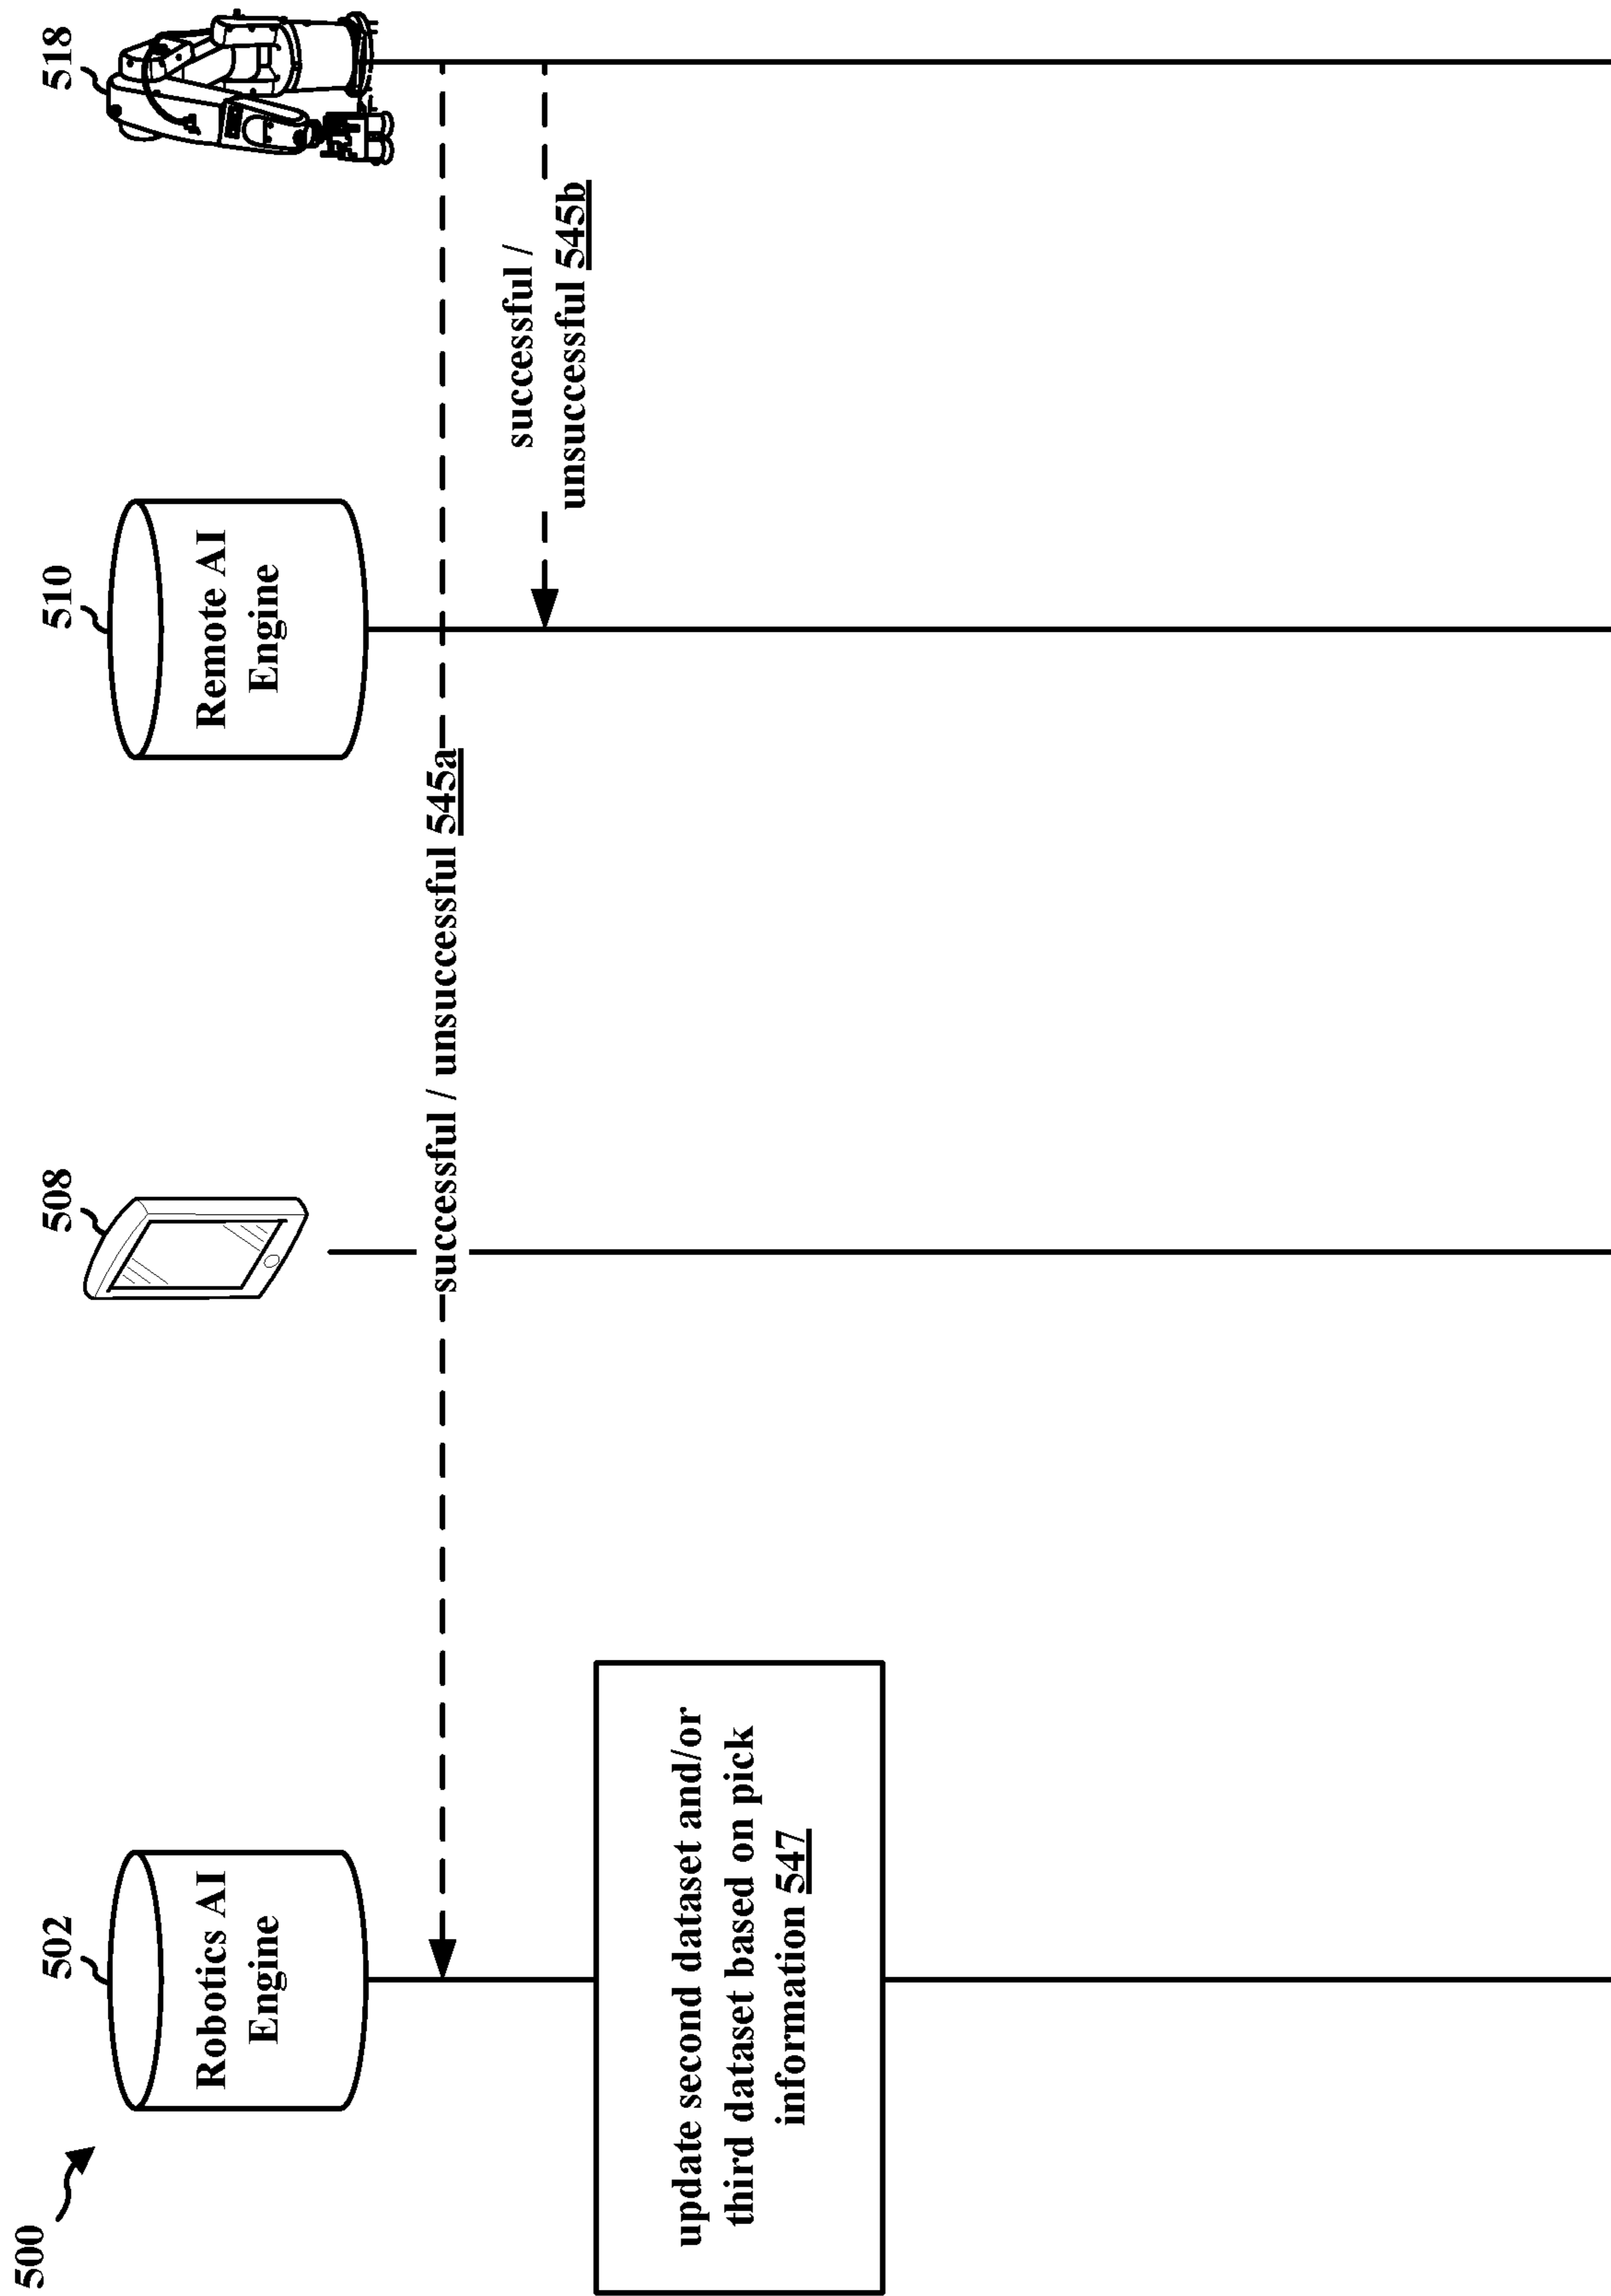 500
502
508
510
518
Robotics AI
Engine
Remote AI
Engine
successful / unsuccessful 545a
successful /
unsuccessful 545b
update second dataset and/or
third dataset based on pick
information 547